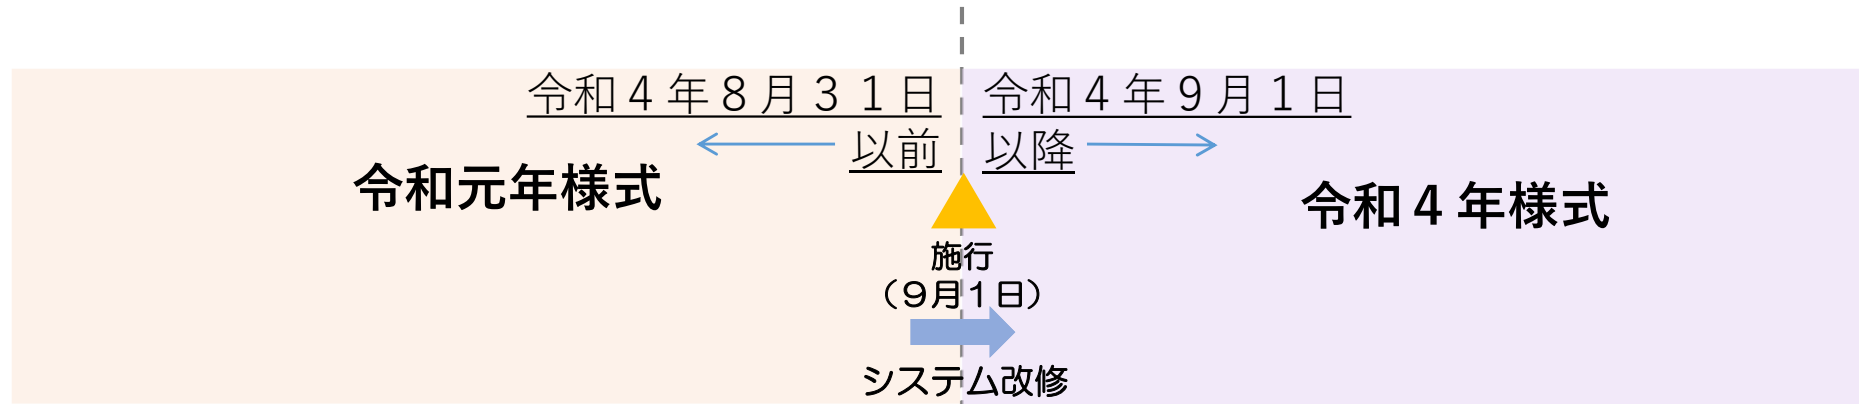 令和４年８月３１日
以前
令和元年様式
令和４年９月１日
以降
令和４年様式
施行
（９月１日）
システム改修